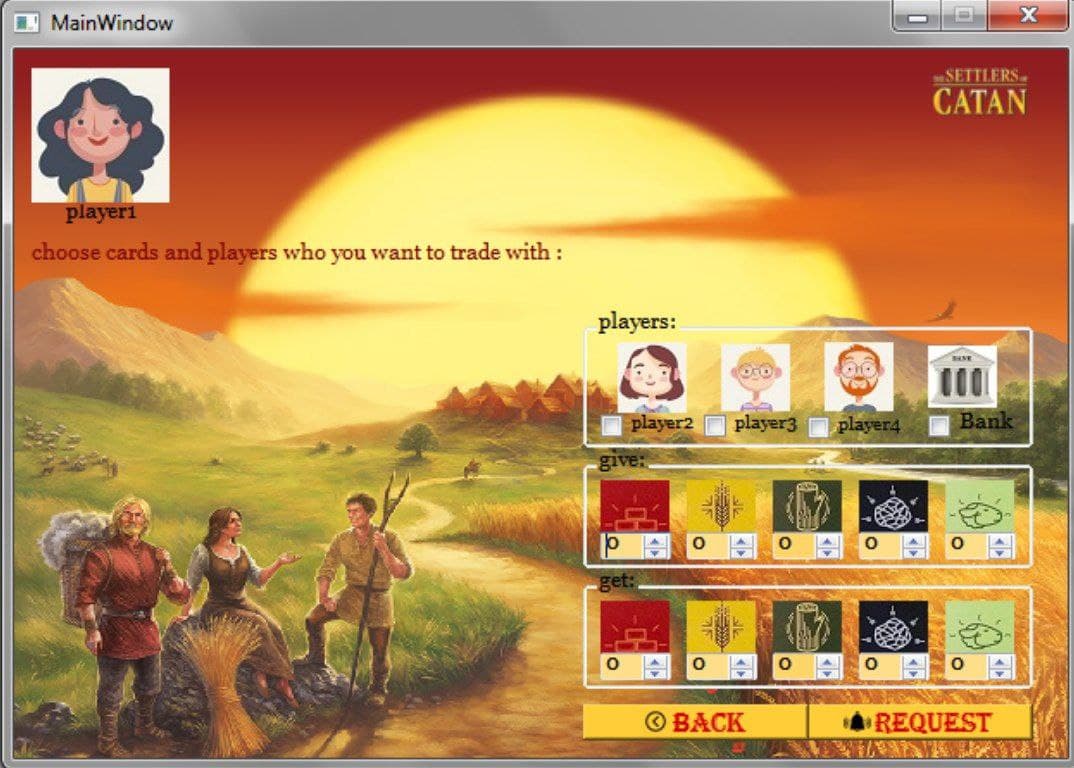 MainWindow
THE SETTLERS OF
CATAN
player1
choose cards and players who you want to trade with :
players:
BANK
player2 player3 player4 Bank
give:
0 0 0 0 0
get:
0 0 0 0 0
BACK REQUEST